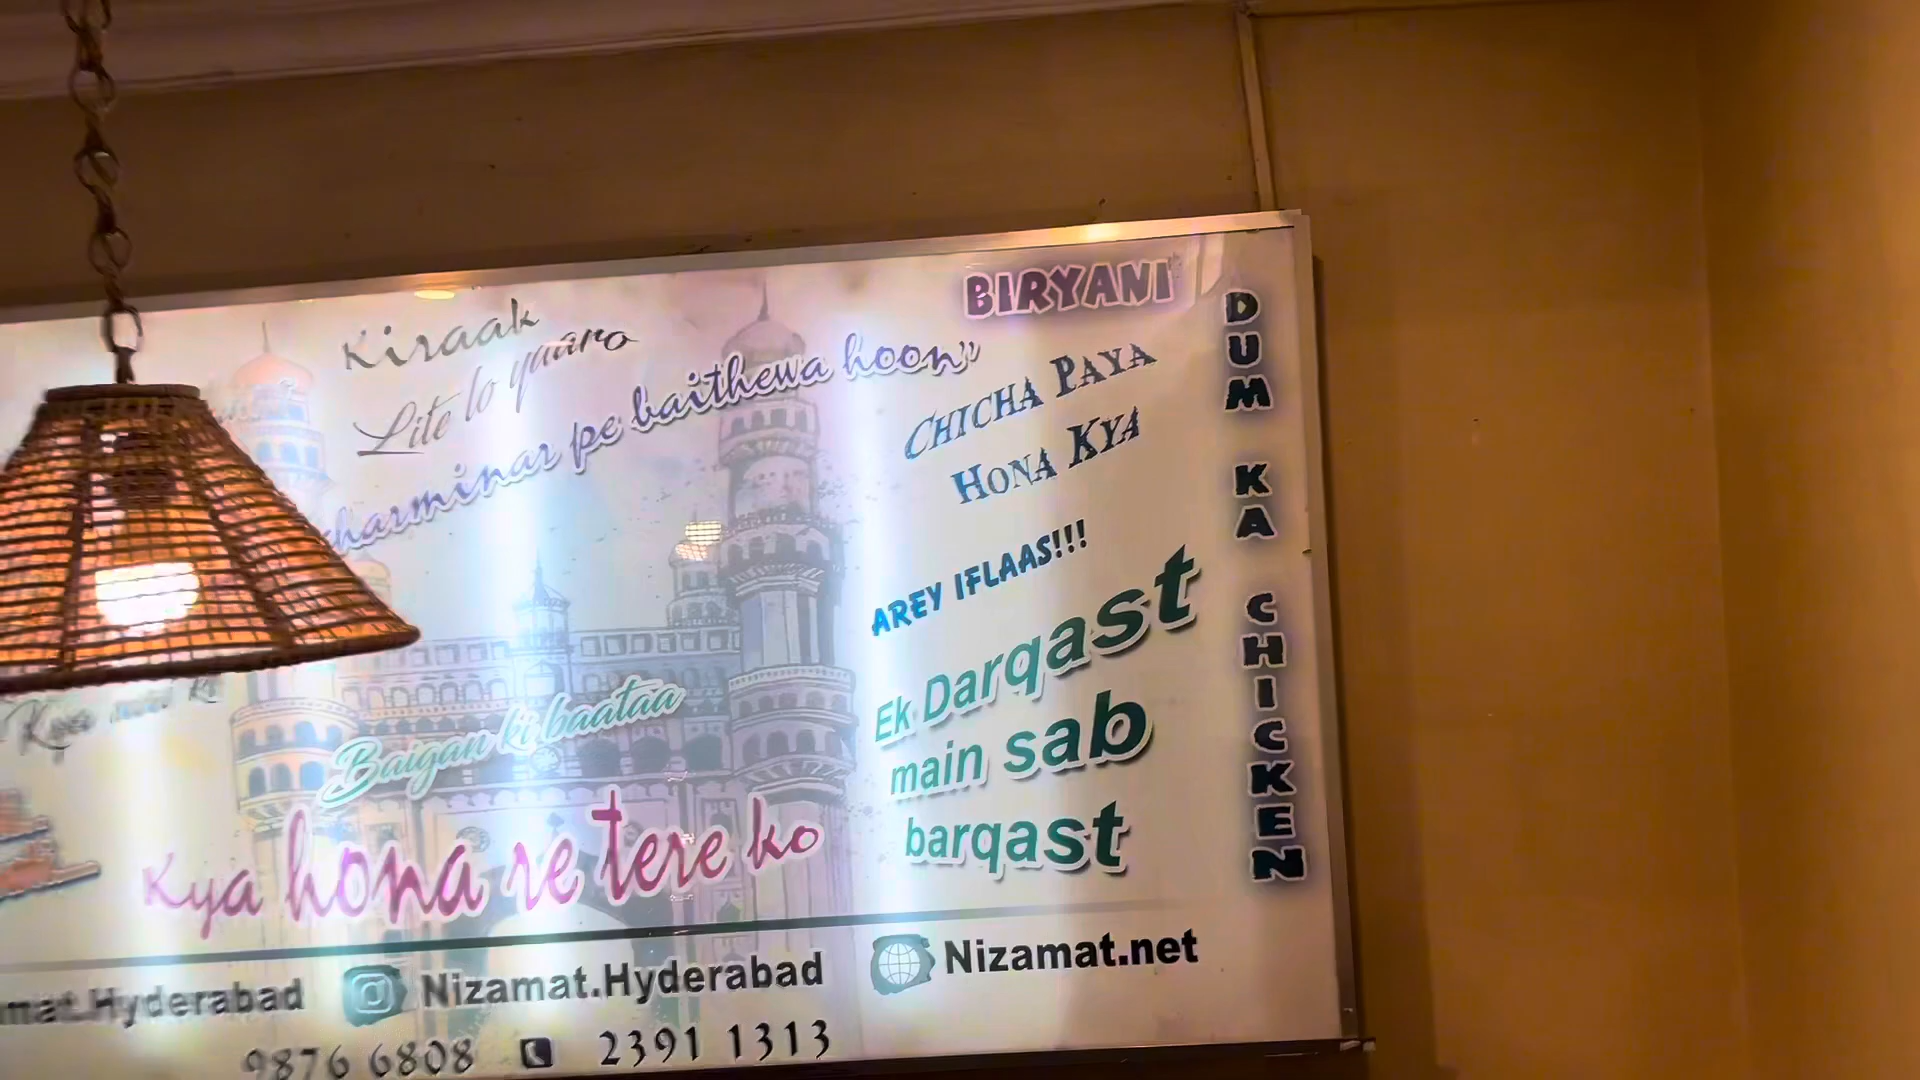 Kiraak
Lite lo yaaro
charminar pe baithewa hoon"
BIRYANI
CHICHA PAYA
HONA KYA
AREY IFLAAS!!!
Ek Darqast
main sab
barqast
DUM KA CHICKEN
Kya
Baigan ki baataa
Kya hona re tere ko
mat.Hyderabad
Nizamat.Hyderabad
Nizamat.net
9876 6808
2391 1313